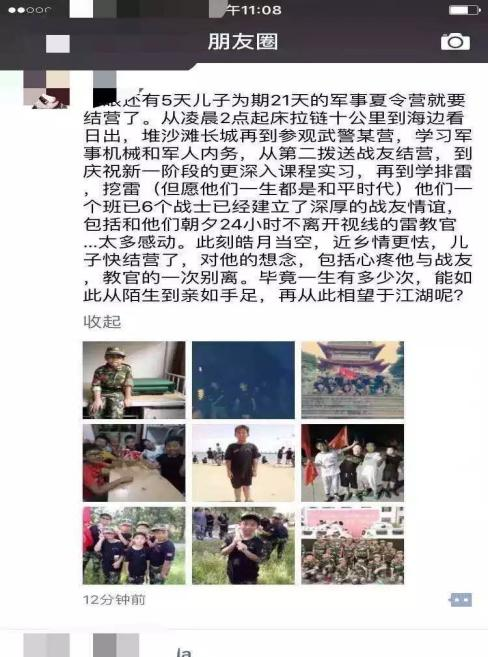 午11:08
朋友圈
眼还有5天儿子为期21天的军事夏令营就要
结营了。从凌晨2点起床拉链十公里到海边看
日出，堆沙滩长城再到参观武警某营，学习军
事机械和军人内务，从第二拨送战友结营，到
庆祝新一阶段的更深入课程实习，再到学排雷
，挖雷（但愿他们一生都是和平时代）他们一
个班已6个战士已经建立了深厚的战友情谊，
包括和他们朝夕24小时不离开视线的雷教官
...太多感动。此刻皓月当空，近乡情更怯，儿
子快结营了，对他的想念，包括心疼他与战友
，教官的一次别离。毕竟一生有多少次，能如
此从陌生到亲如手足，再从此相望于江湖呢？
收起
12分钟前